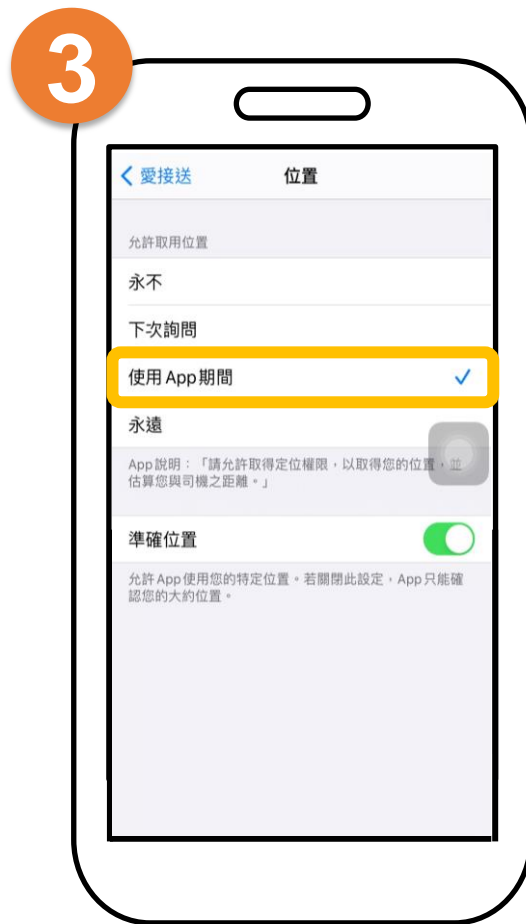 3
愛接送 位置
允許取用位置
永不
下次詢問
使用 App 期間
永遠
App 說明：「請允許取得定位權限，以取得您的位置，並
估算您與司機之距離。」
準確位置
允許 App 使用您的特定位置。若關閉此設定，App 只能確
認您的大約位置。